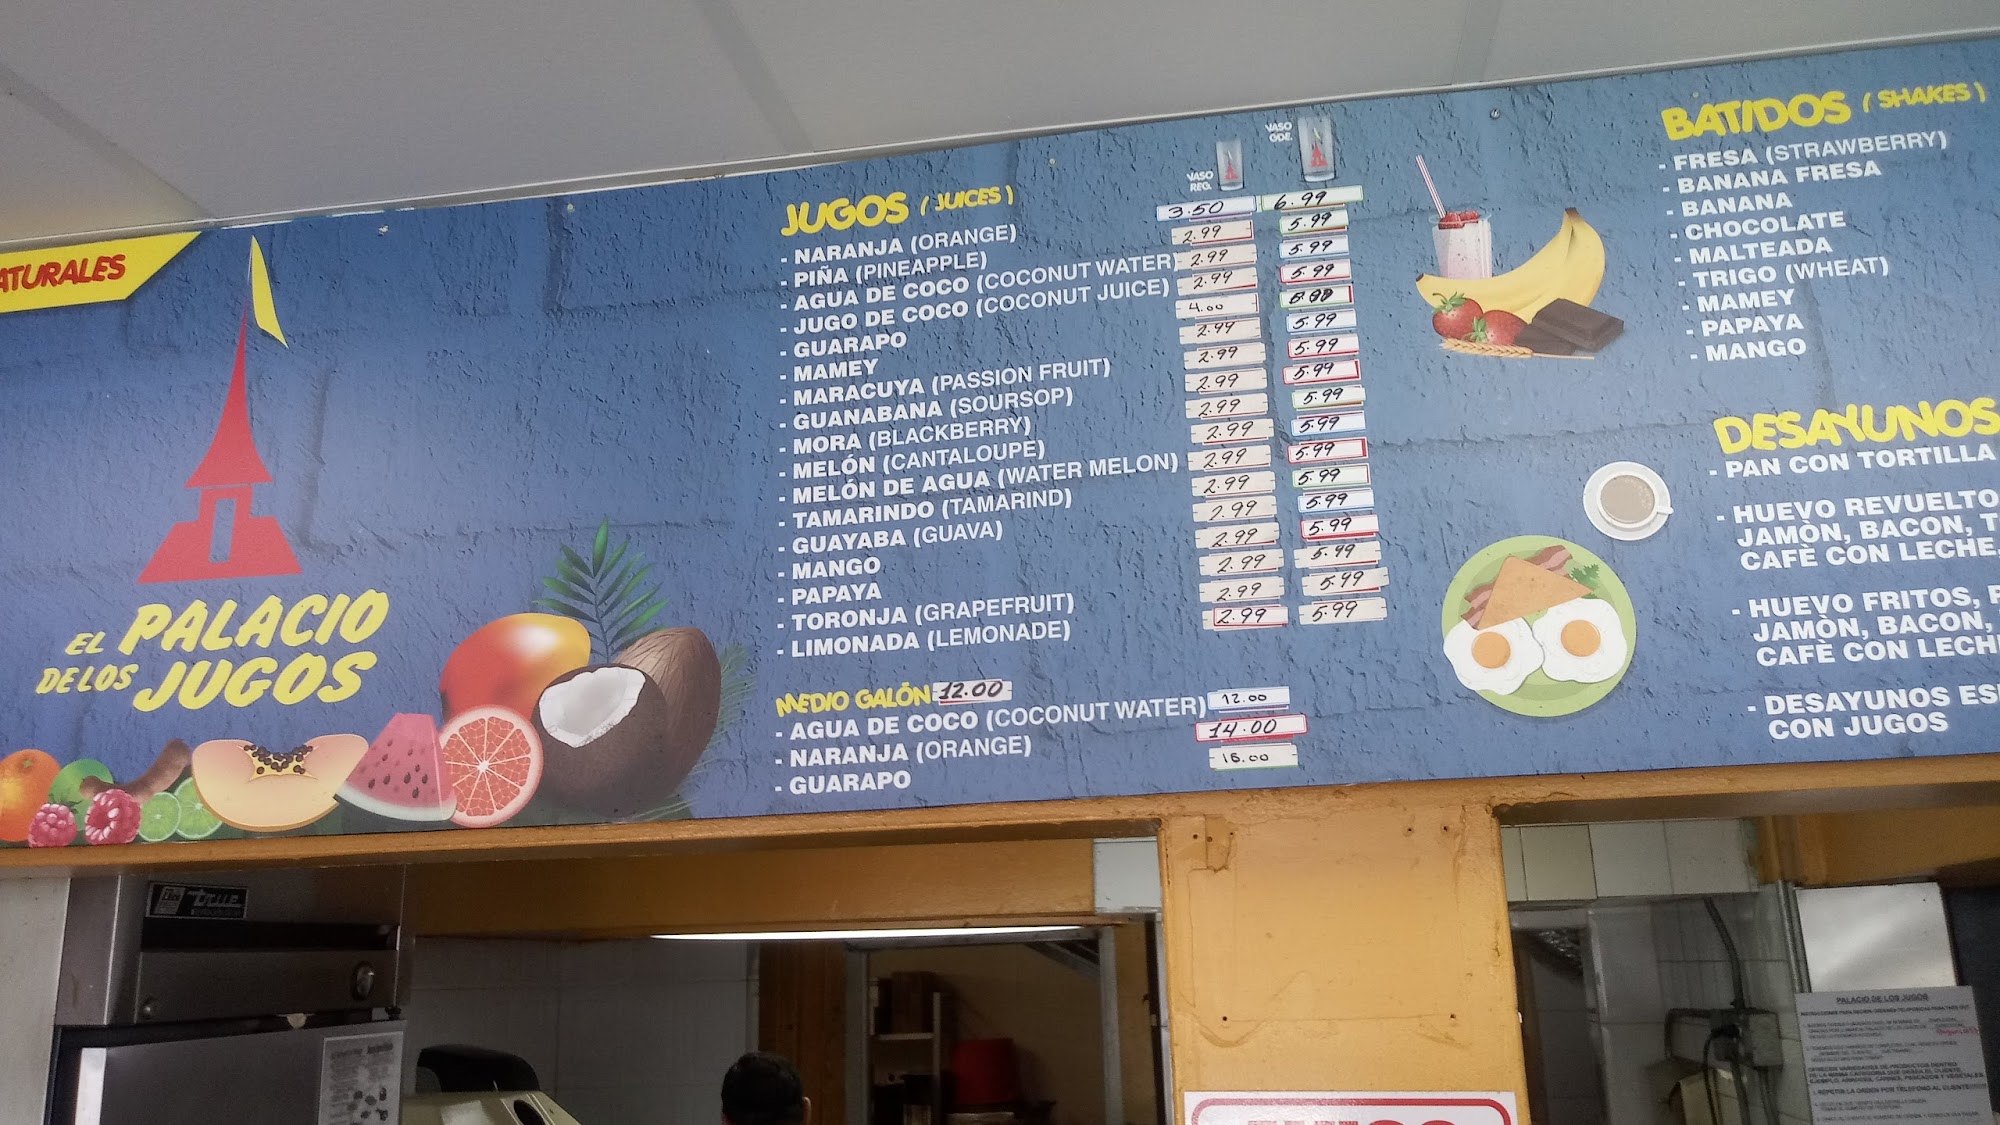 ATURALES
EL PALACIO
DE LOS JUGOS
JUGOS ( JUICES )
VASO REG.
VASO GDE.
- NARANJA (ORANGE) 3.50 6.99
- PIÑA (PINEAPPLE) 2.99 5.99
- AGUA DE COCO (COCONUT WATER) 2.99 5.99
- JUGO DE COCO (COCONUT JUICE) 2.99 5.99
- GUARAPO 4.00
- MAMEY 2.99 5.99
- MARACUYA (PASSION FRUIT) 2.99 5.99
- GUANABANA (SOURSOP) 2.99 5.99
- MORA (BLACKBERRY) 2.99 5.99
- MELÓN (CANTALOUPE) 2.99 5.99
- MELÓN DE AGUA (WATER MELON) 2.99 5.99
- TAMARINDO (TAMARIND) 2.99 5.99
- GUAYABA (GUAVA) 2.99 5.99
- MANGO 2.99 5.99
- PAPAYA 2.99 5.99
- TORONJA (GRAPEFRUIT) 2.99 5.99
- LIMONADA (LEMONADE) 2.99 5.99
MEDIO GALÓN 12.00
- AGUA DE COCO (COCONUT WATER) 12.00
- NARANJA (ORANGE) 14.00
- GUARAPO
BATIDOS ( SHAKES )
- FRESA (STRAWBERRY)
- BANANA FRESA
- BANANA
- CHOCOLATE
- MALTEADA
- TRIGO (WHEAT)
- MAMEY
- PAPAYA
- MANGO
DESAYUNOS
- PAN CON TORTILLA
- HUEVO REVUELTO
JAMÒN, BACON, T
CAFÈ CON LECHE,
- HUEVO FRITOS, P
JAMÒN, BACON,
CAFÈ CON LECH
- DESAYUNOS ES
CON JUGOS
PALACIO DE LOS JUGOS